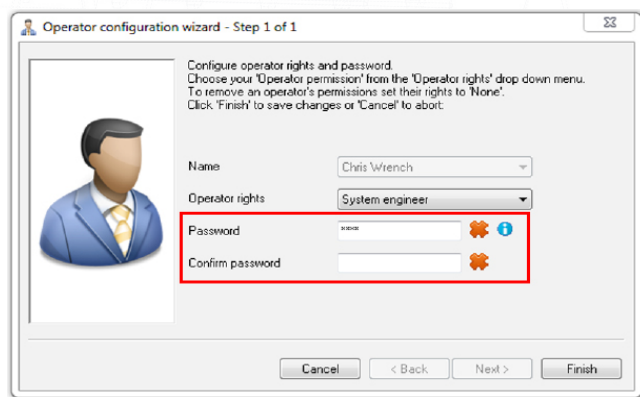 Operator configuration wizard - Step 1 of 1
Configure operator rights and password.
Choose your 'Operator permission' from the 'Operator rights' drop down menu.
To remove an operator's permissions set their rights to 'None'.
Click 'Finish' to save changes or 'Cancel' to abort:
Name Chris Wrench
Operator rights System engineer
Password ××××
Confirm password
Cancel < Back Next > Finish